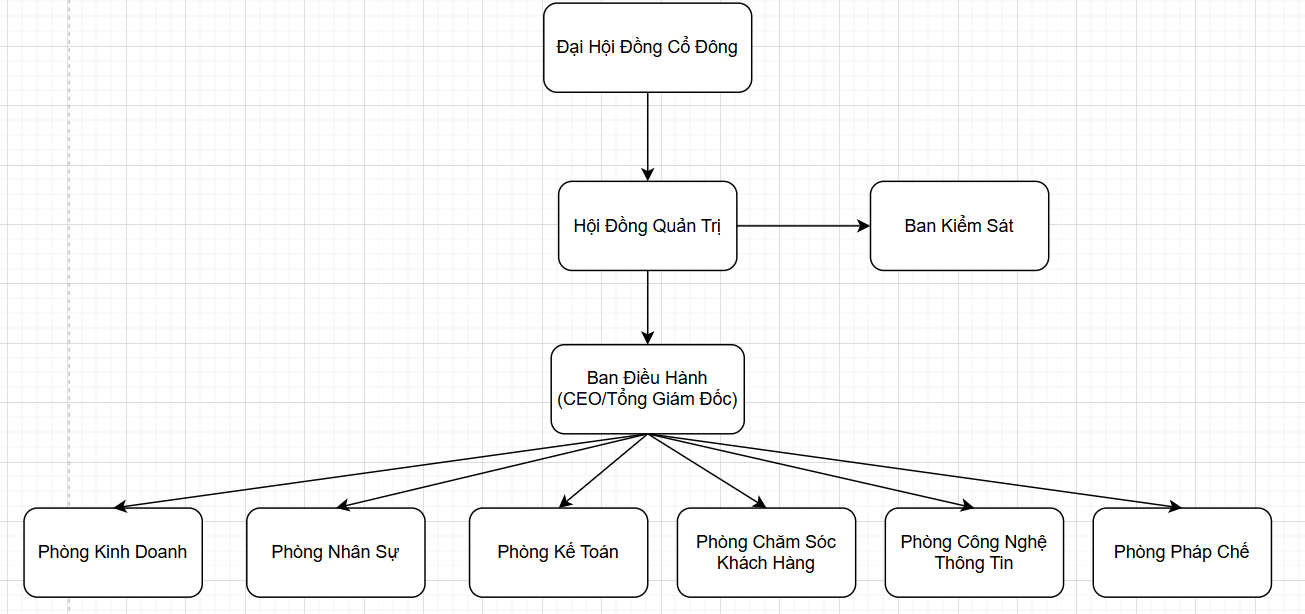 Đại Hội Đồng Cổ Đông
Hội Đồng Quản Trị
Ban Kiểm Sát
Ban Điều Hành
(CEO/Tổng Giám Đốc)
Phòng Kinh Doanh
Phòng Nhân Sự
Phòng Kế Toán
Phòng Chăm Sóc
Khách Hàng
Phòng Công Nghệ
Thông Tin
Phòng Pháp Chế